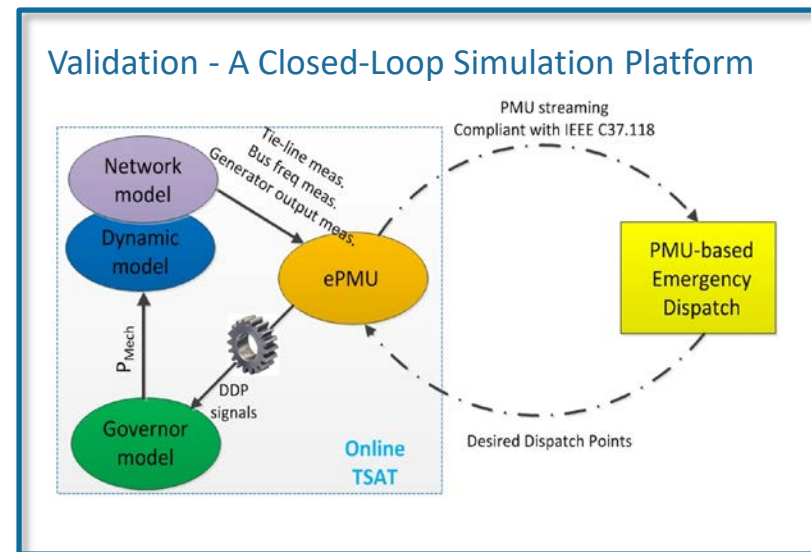 Validation - A Closed-Loop Simulation Platform
PMU streaming
Compliant with IEEE C37.118
Tie-line meas.
Bus freq meas.
Generator output meas.
Network
model
Dynamic
model
ePMU
PMU-based
Emergency
Dispatch
PMech
DDP
signals
Governor
model
Online
TSAT
Desired Dispatch Points